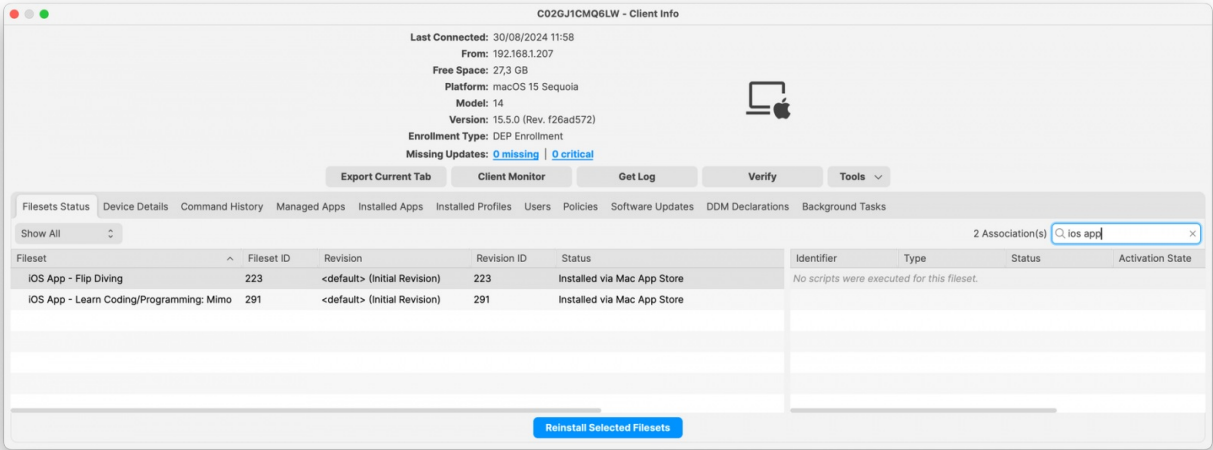 C02GJ1CMQ6LW - Client Info
Last Connected: 30/08/2024 11:58
From: 192.168.1.207
Free Space: 27,3 GB
Platform: macOS 15 Sequoia
Model: 14
Version: 15.5.0 (Rev. f26ad572)
Enrollment Type: DEP Enrollment
Missing Updates: 0 missing | 0 critical
Export Current Tab Client Monitor Get Log Verify Tools
Filesets Status Device Details Command History Managed Apps Installed Apps Installed Profiles Users Policies Software Updates DDM Declarations Background Tasks
Show All 2 Association(s) ios app
Fileset Fileset ID Revision Revision ID Status Identifier Type Status Activation State
iOS App - Flip Diving 223 <default> (Initial Revision) 223 Installed via Mac App Store No scripts were executed for this fileset.
iOS App - Learn Coding/Programming: Mimo 291 <default> (Initial Revision) 291 Installed via Mac App Store
Reinstall Selected Filesets